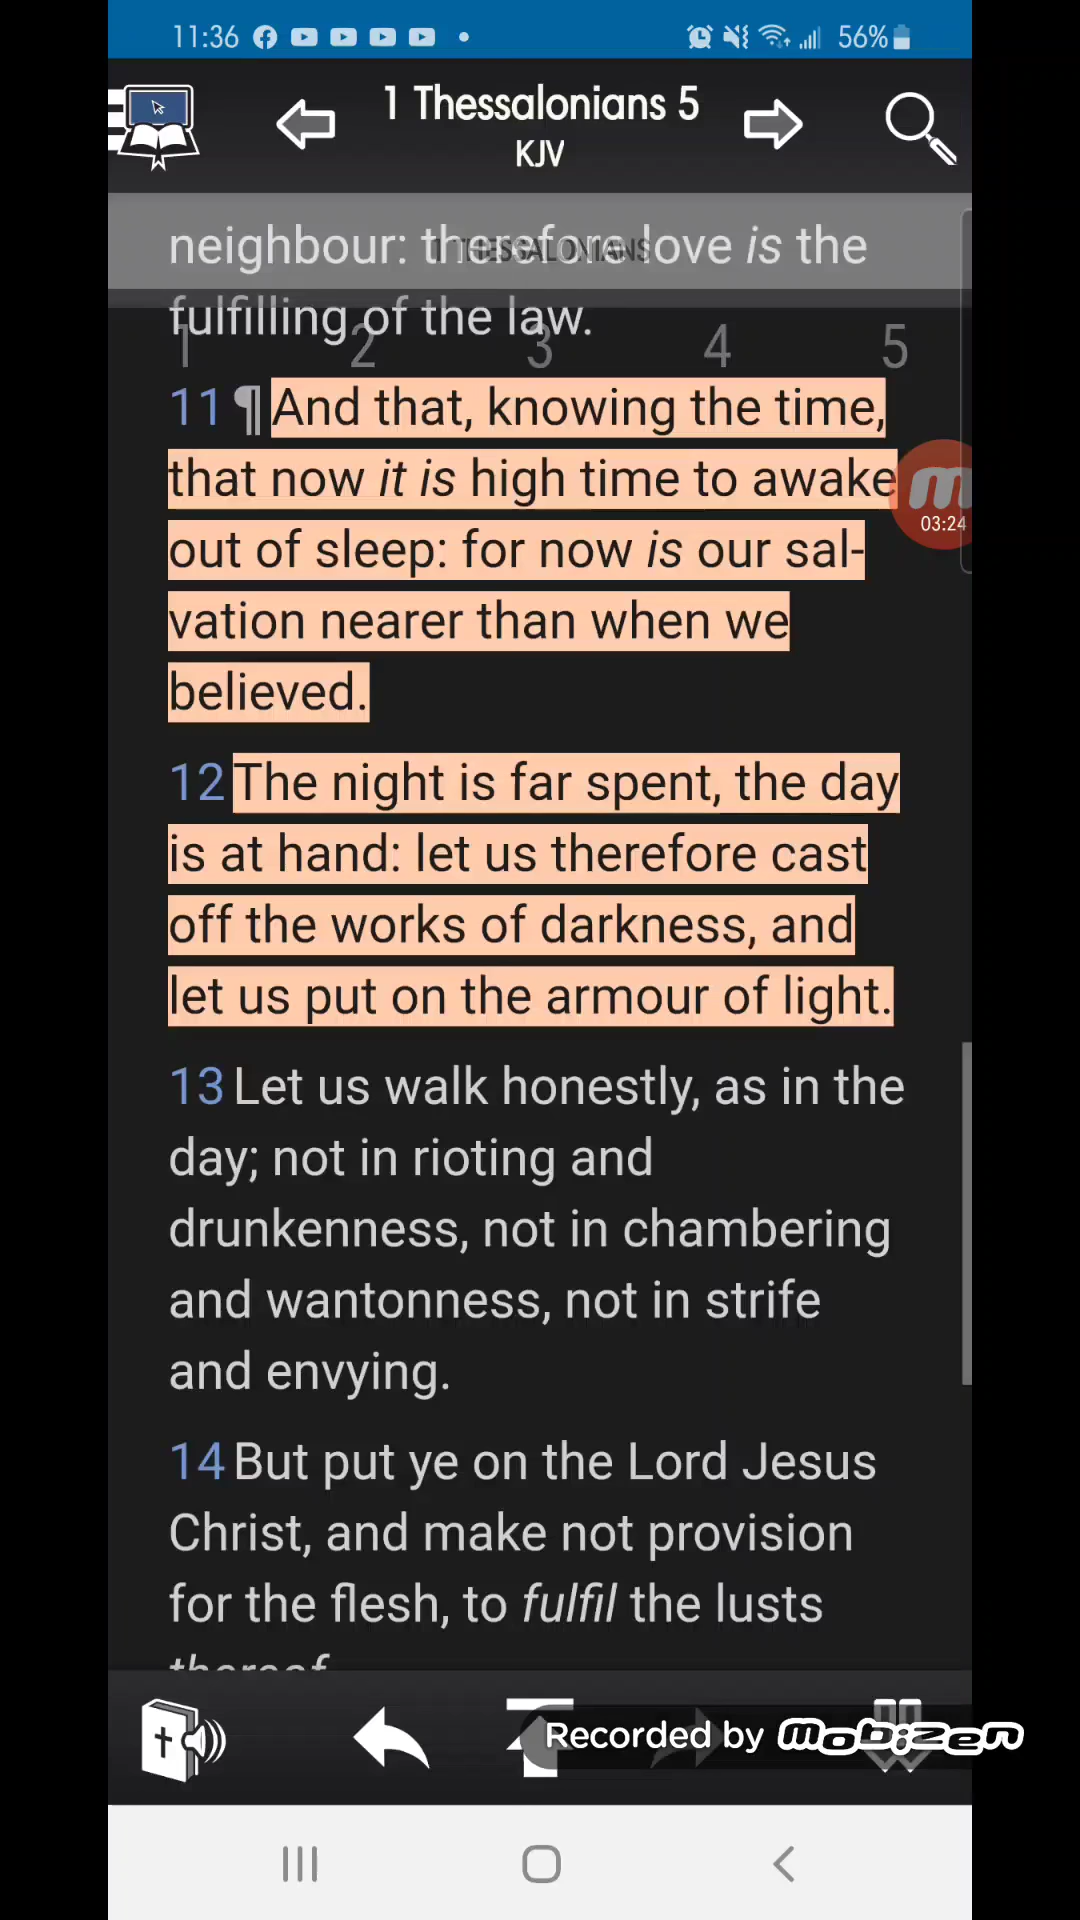 11:36
56%
1 Thessalonians 5
KJV
1 THESSALONIANS
neighbour: therefore love is the
fulfilling of the law.
1 2 3 4 5
11 ¶ And that, knowing the time,
that now it is high time to awake
03:24
out of sleep: for now is our sal-
vation nearer than when we
believed.
12 The night is far spent, the day
is at hand: let us therefore cast
off the works of darkness, and
let us put on the armour of light.
13 Let us walk honestly, as in the
day; not in rioting and
drunkenness, not in chambering
and wantonness, not in strife
and envying.
14 But put ye on the Lord Jesus
Christ, and make not provision
for the flesh, to fulfil the lusts
thereof
Recorded by Mobizen